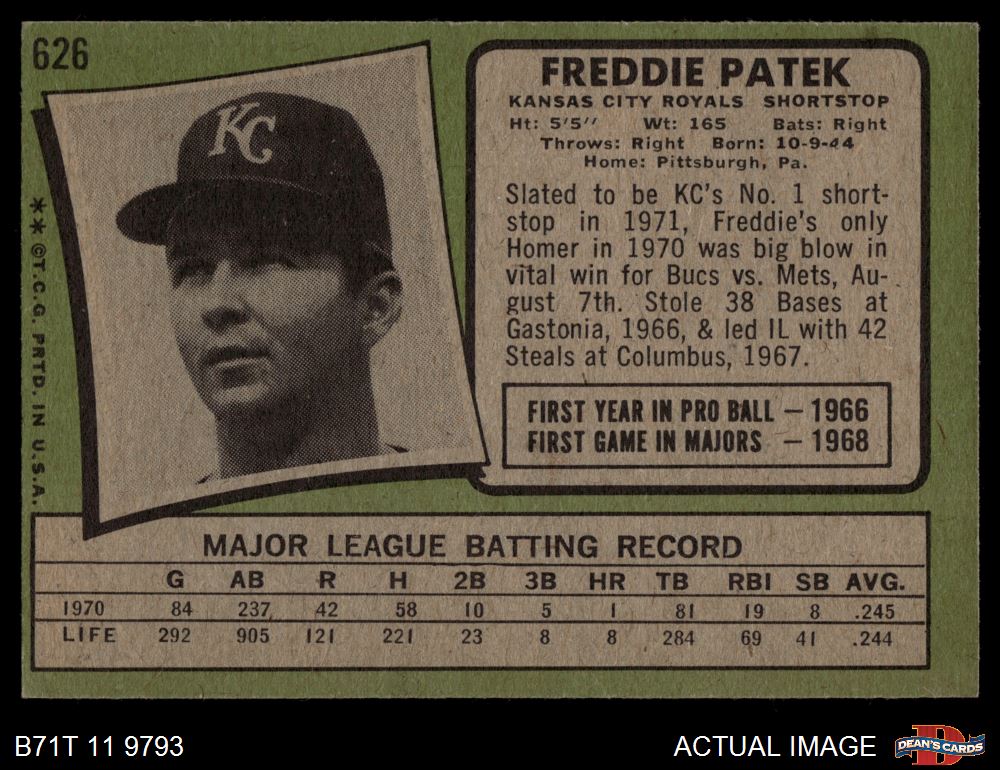 626
KC
FREDDIE PATEK
KANSAS CITY ROYALS SHORTSTOP
Ht: 5'5'' Wt: 165 Bats: Right
Throws: Right Born: 10-9-44
Home: Pittsburgh, Pa.
Slated to be KC's No. 1 short-
stop in 1971, Freddie's only
Homer in 1970 was big blow in
vital win for Bucs vs. Mets, Au-
gust 7th. Stole 38 Bases at
Gastonia, 1966, & led IL with 42
Steals at Columbus, 1967.
FIRST YEAR IN PRO BALL — 1966
FIRST GAME IN MAJORS — 1968
** ©T.C.G. PRTD. IN U.S.A.
MAJOR LEAGUE BATTING RECORD
G AB R H 2B 3B HR TB RBI SB AVG.
1970 84 237 42 58 10 5 1 81 19 8 .245
LIFE 292 905 121 221 23 8 8 284 69 41 .244
B71T 11 9793
ACTUAL IMAGE
D
DEAN'S CARDS